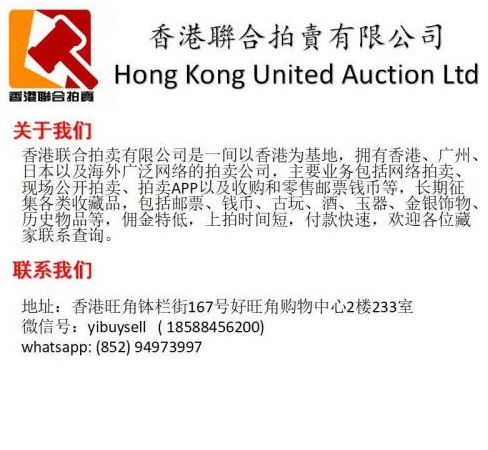 香港聯合拍賣有限公司
Hong Kong United Auction Ltd
香港聯合拍賣
关于我们
香港联合拍卖有限公司是一间以香港为基地，拥有香港、广州、
日本以及海外广泛网络的拍卖公司，主要业务包括网络拍卖、
现场公开拍卖、拍卖APP以及收购和零售邮票钱币等，长期征
集各类收藏品，包括邮票、钱币、古玩、酒、玉器、金银饰物、
历史物品等，佣金特低，上拍时间短，付款快速，欢迎各位藏
家联系查询。
联系我们
地址：香港旺角钵栏街167号好旺角购物中心2楼233室
微信号：yibuysell （18588456200)
whatsapp: (852) 94973997